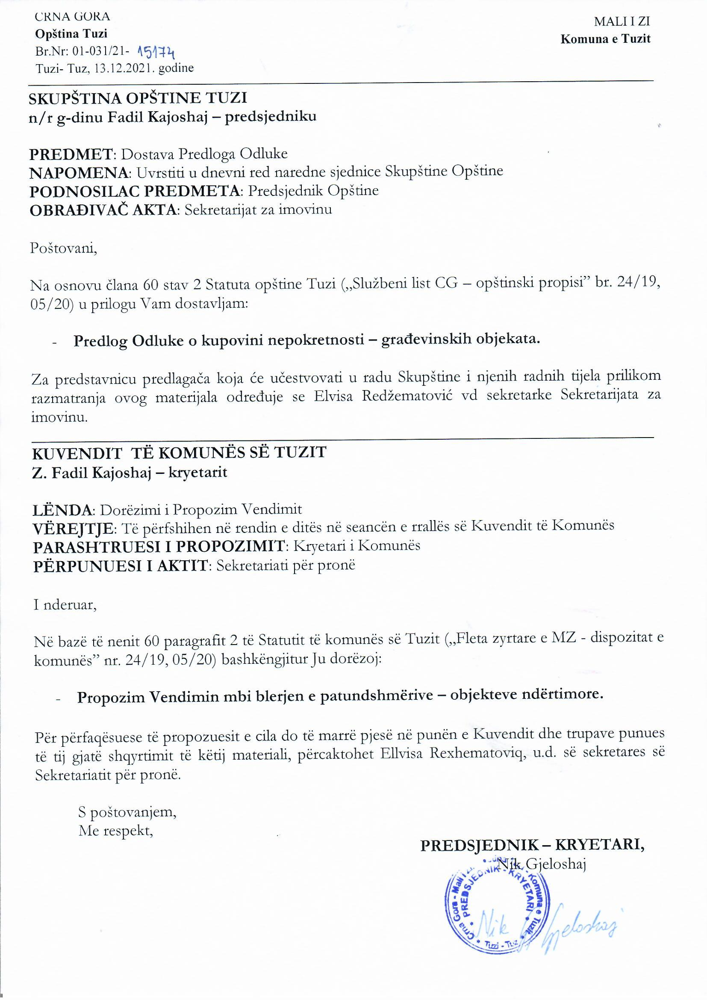 CRNA GORA
Opština Tuzi
Br.Nr: 01-031/21- 15174
Tuzi- Tuz, 13.12.2021. godine
MALI I ZI
Komuna e Tuzit
SKUPŠTINA OPŠTINE TUZI
n/r g-dinu Fadil Kajoshaj – predsjedniku
PREDMET: Dostava Predloga Odluke
NAPOMENA: Uvrstiti u dnevni red naredne sjednice Skupštine Opštine
PODNOSILAC PREDMETA: Predsjednik Opštine
OBRAĐIVAČ AKTA: Sekretarijat za imovinu
Poštovani,
Na osnovu člana 60 stav 2 Statuta opštine Tuzi („Službeni list CG – opštinski propisi” br. 24/19,
05/20) u prilogu Vam dostavljam:
- Predlog Odluke o kupovini nepokretnosti – građevinskih objekata.
Za predstavnicu predlagača koja će učestvovati u radu Skupštine i njenih radnih tijela prilikom
razmatranja ovog materijala određuje se Elvisa Redžematović vd sekretarke Sekretarijata za
imovinu.
KUVENDIT TË KOMUNËS SË TUZIT
Z. Fadil Kajoshaj – kryetarit
LËNDA: Dorëzimi i Propozim Vendimit
VËREJTJE: Të përfshihen në rendin e ditës në seancën e rrallës së Kuvendit të Komunës
PARASHTRUESI I PROPOZIMIT: Kryetari i Komunës
PËRPUNUESI I AKTIT: Sekretariati për pronë
I nderuar,
Në bazë të nenit 60 paragrafit 2 të Statutit të komunës së Tuzit („Fleta zyrtare e MZ - dispozitat e
komunës” nr. 24/19, 05/20) bashkëngjitur Ju dorëzoj:
- Propozim Vendimin mbi blerjen e patundshmërive – objekteve ndërtimore.
Për përfaqësuese të propozuesit e cila do të marrë pjesë në punën e Kuvendit dhe trupave punues
të tij gjatë shqyrtimit të këtij materiali, përcaktohet Ellvisa Rexhematoviq, u.d. së sekretares së
Sekretariatit për pronë.
S poštovanjem,
Me respekt,
PREDSJEDNIK – KRYETARI,
Nik Gjeloshaj
Crna Gora - Mali i Zi - Komuna e Tuzit
PREDSJEDNIK - KRYETARI
Tuzi - Tuz
Nik Gjeloshaj